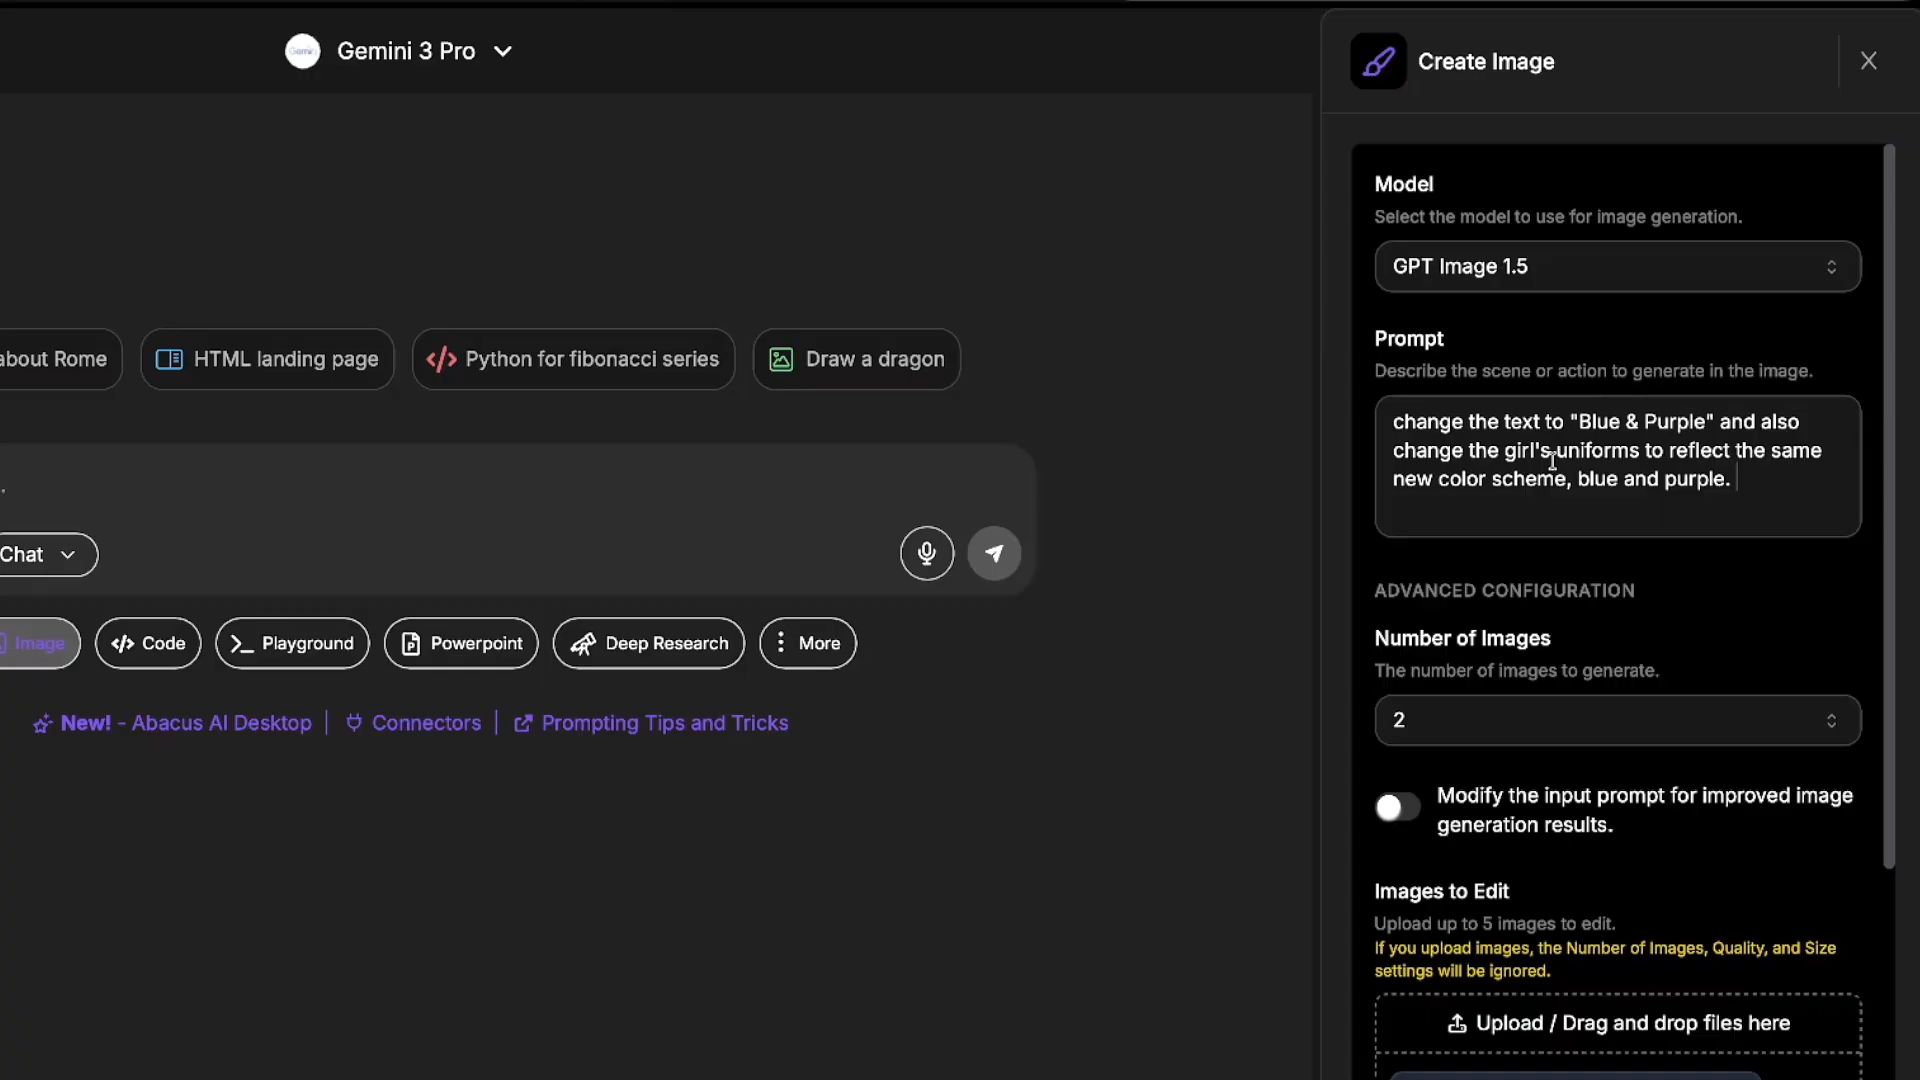 Gemini 3 Pro
Create Image
Model
Select the model to use for image generation.
GPT Image 1.5
Prompt
Describe the scene or action to generate in the image.
change the text to "Blue & Purple" and also
change the girl's uniforms to reflect the same
new color scheme, blue and purple.
ADVANCED CONFIGURATION
Number of Images
The number of images to generate.
2
Modify the input prompt for improved image
generation results.
Images to Edit
Upload up to 5 images to edit.
If you upload images, the Number of Images, Quality, and Size
settings will be ignored.
Upload / Drag and drop files here
about Rome
HTML landing page
Python for fibonacci series
Draw a dragon
Chat
Image
Code
Playground
Powerpoint
Deep Research
More
New! - Abacus AI Desktop
Connectors
Prompting Tips and Tricks